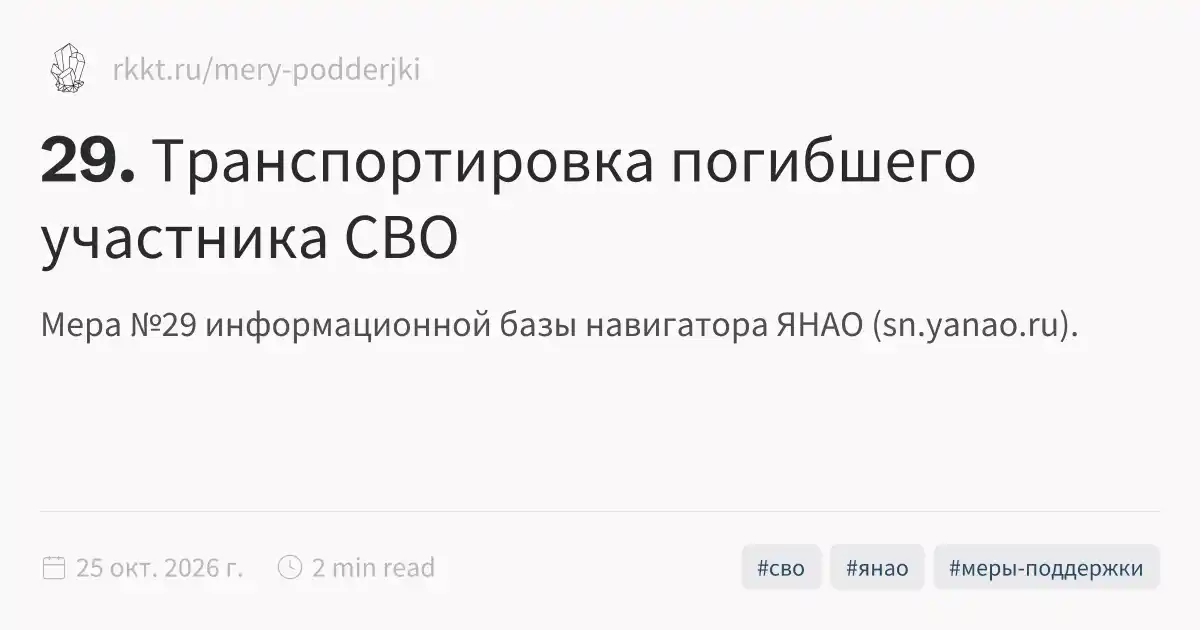 rkkt.ru/mery-podderjki
29. Транспортировка погибшего
участника СВО
Мера №29 информационной базы навигатора ЯНАО (sn.yanao.ru).
25 окт. 2026 г. 2 min read #сво #янао #меры-поддержки